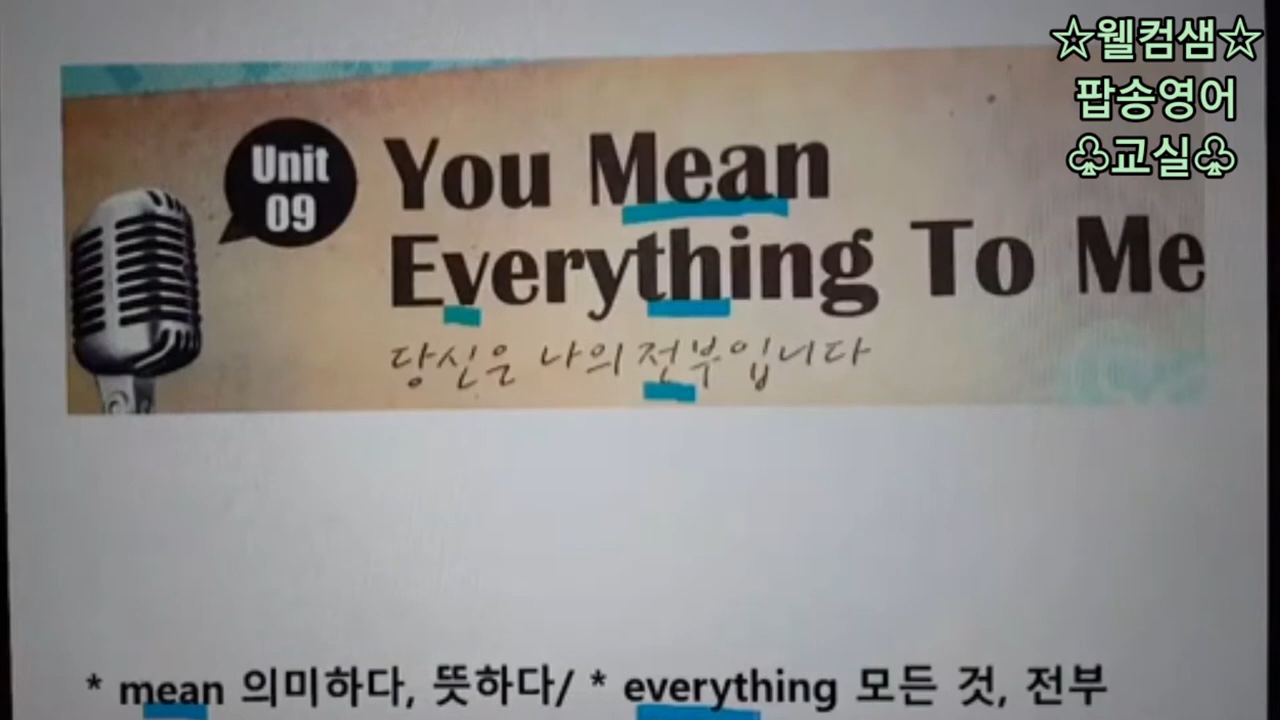 ☆웰컴샘☆
팝송영어
♧교실♧
Unit
09
You Mean
Everything To Me
당신은 나의 전부입니다
* mean 의미하다, 뜻하다/ * everything 모든 것, 전부